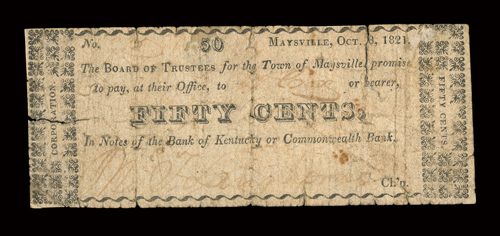 No. 50 MAYSVILLE, OCT. 8, 1821.
The BOARD OF TRUSTEES for the Town of Maysville, promise
to pay, at their Office, to or bearer,
FIFTY CENTS,
In Notes of the Bank of Kentucky or Commonwealth Bank.
Ch'n.
CORPORATION.
FIFTY CENTS.